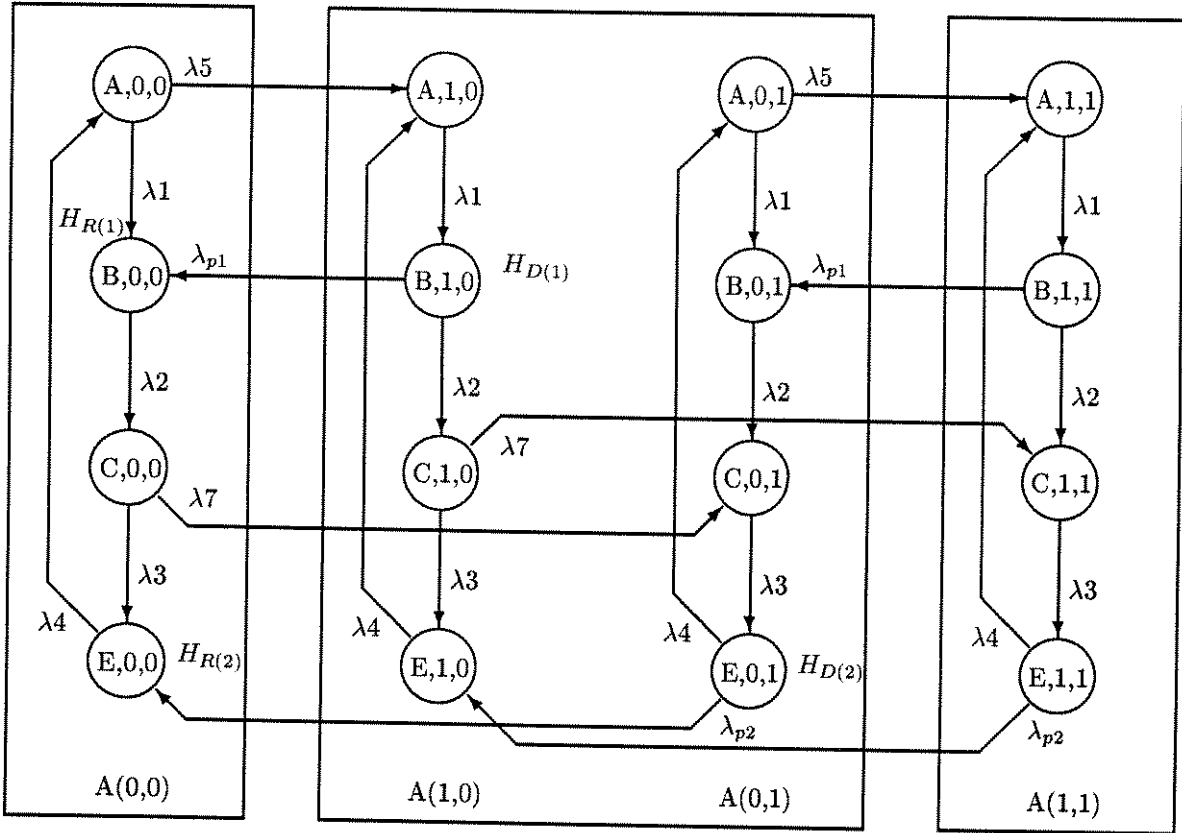 A,0,0
λ5
A,1,0
A,0,1
λ5
A,1,1
λ1
λ1
λ1
λ1
H_{R(1)}
B,0,0
λ_{p1}
B,1,0
H_{D(1)}
B,0,1
λ_{p1}
B,1,1
λ2
λ2
λ2
λ2
C,0,0
λ7
C,1,0
λ7
C,0,1
C,1,1
λ3
λ3
λ3
λ3
λ4
λ4
λ4
λ4
E,0,0
H_{R(2)}
E,1,0
E,0,1
H_{D(2)}
E,1,1
λ_{p2}
λ_{p2}
A(0,0)
A(1,0)
A(0,1)
A(1,1)